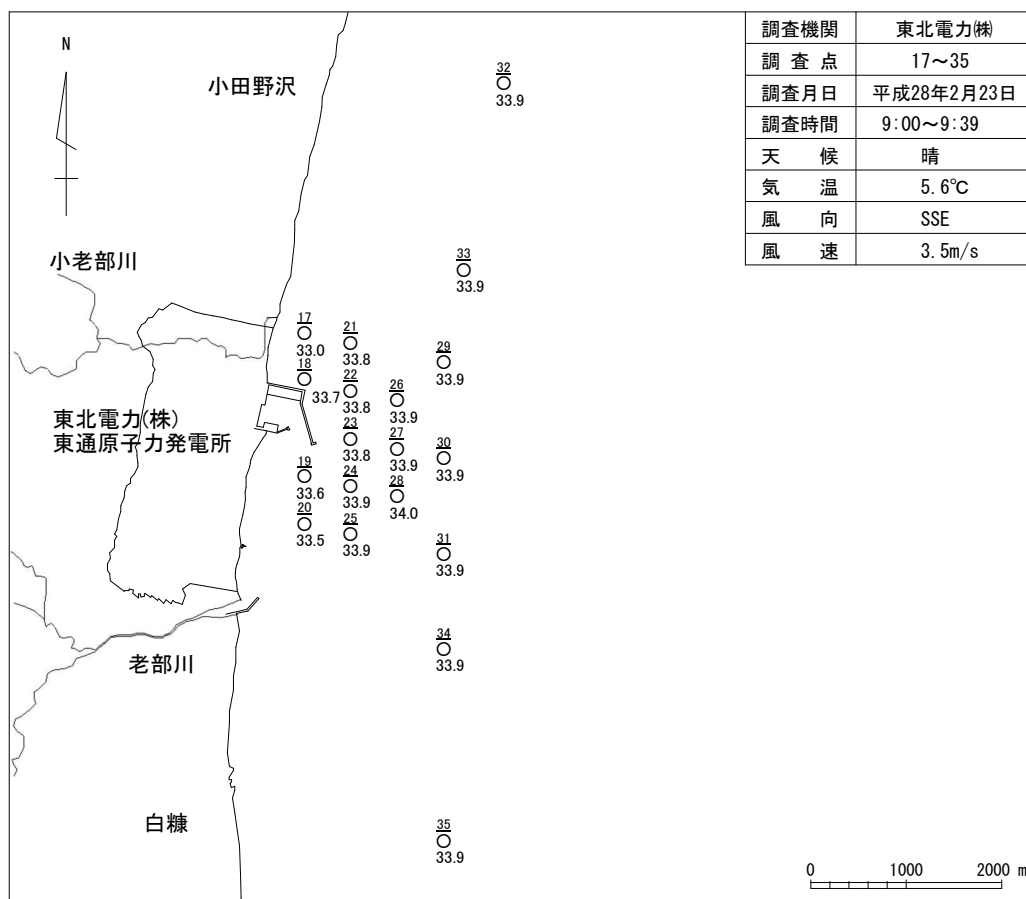 調査機関 東北電力㈱
調査点 17～35
調査月日 平成28年2月23日
調査時間 9:00～9:39
天候 晴
気温 5.6℃
風向 SSE
風速 3.5m/s
N
小田野沢
32
33.9
小老部川
33
33.9
17
33.0
21
33.8
29
33.9
18
33.7
22
33.8
26
33.9
東北電力(株)
東通原子力発電所
23
33.8
27
33.9
30
33.9
19
33.6
24
33.9
28
34.0
20
33.5
25
33.9
31
33.9
老部川
34
33.9
白糠
35
33.9
0 1000 2000 m